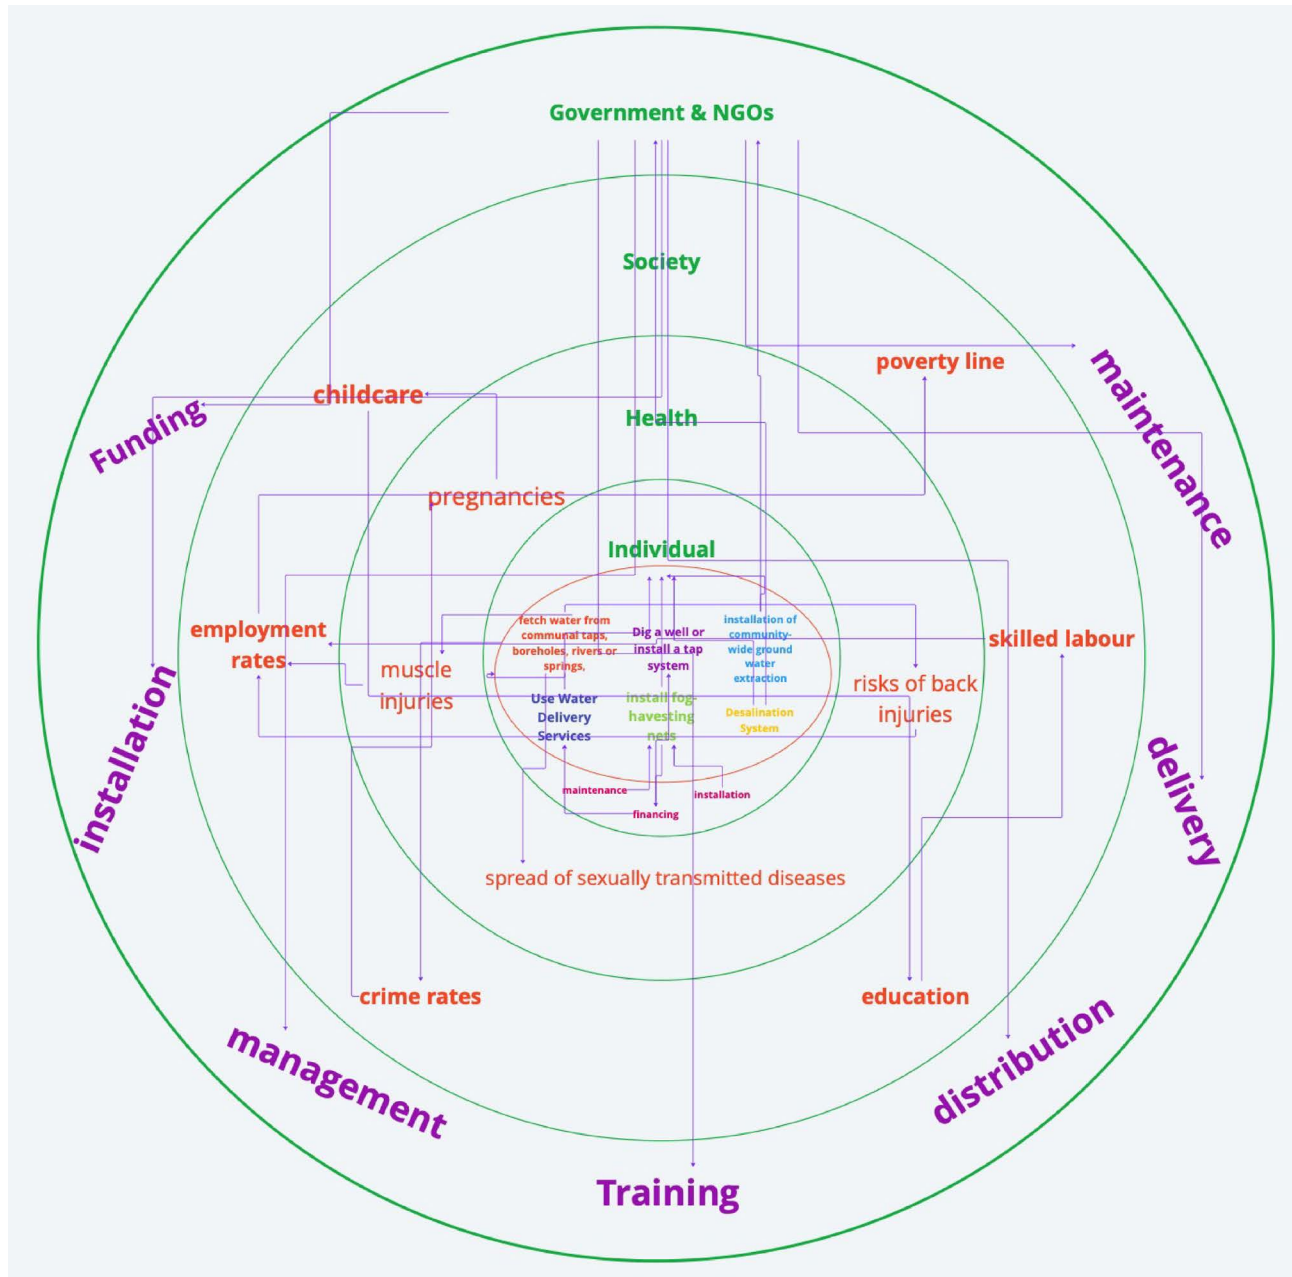 Government & NGOs
Society
poverty line
maintenance
childcare
Funding
Health
pregnancies
Individual
fetch water from
communal taps,
boreholes, rivers or
springs,
Dig a well or
install a tap
system
installation of
community-
wide ground
water
extraction
employment
rates
skilled labour
muscle
injuries
risks of back
injuries
Use Water
Delivery
Services
install fog
havesting
nets
Desalination
System
installation
delivery
maintenance
installation
financing
spread of sexually transmitted diseases
crime rates
education
management
distribution
Training